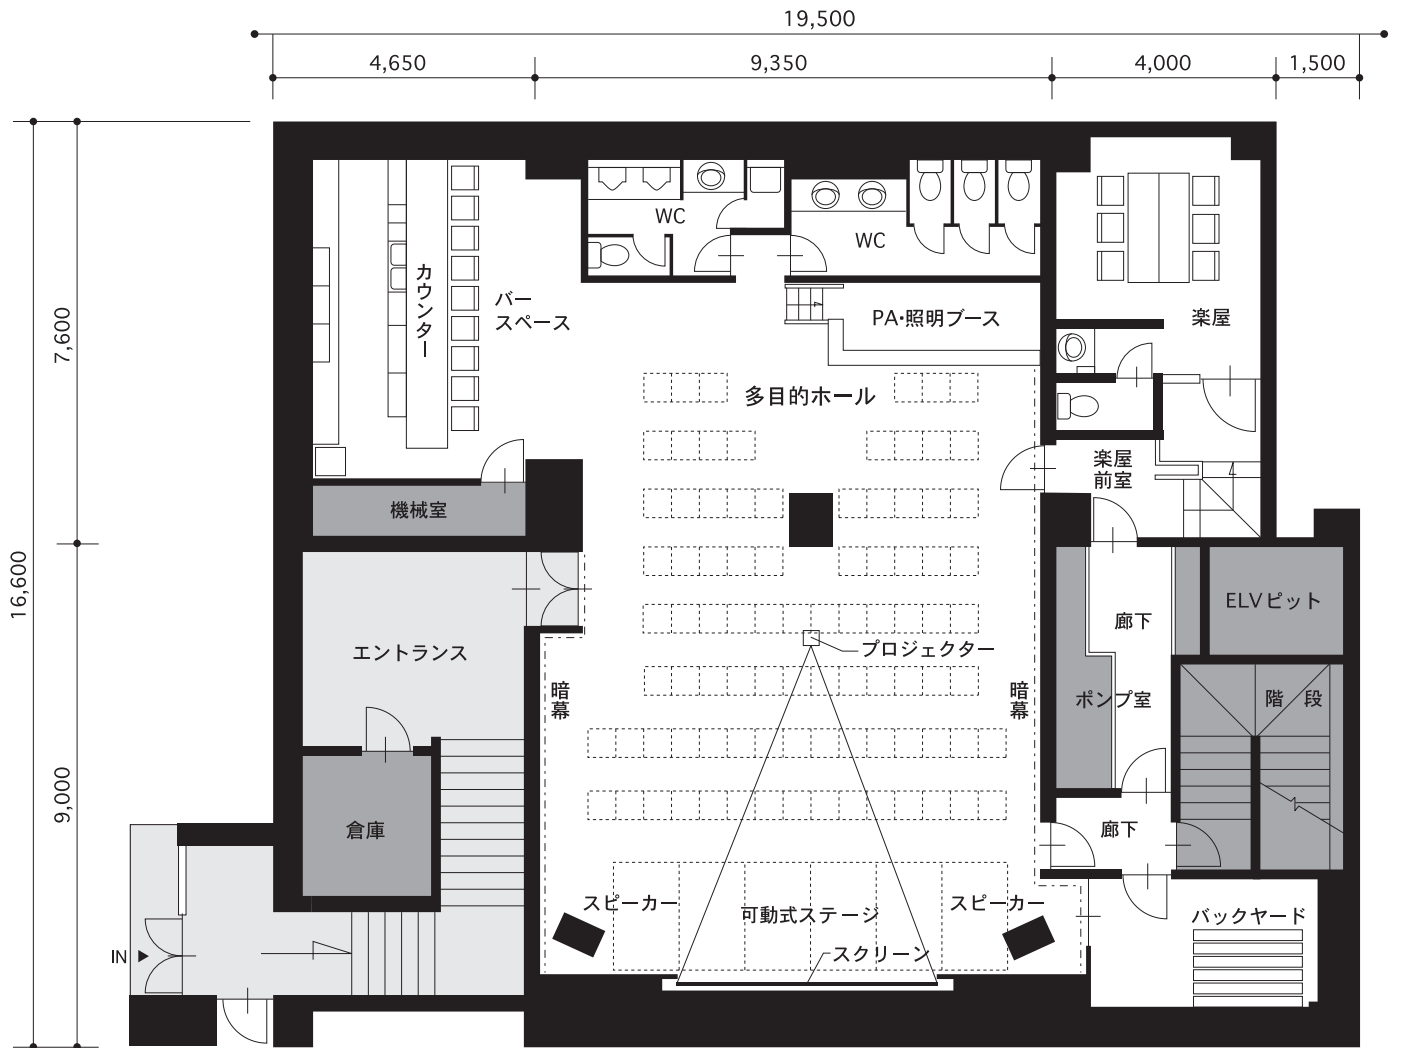 19,500
4,650
9,350
4,000
1,500
7,600
16,600
9,000
カウンター
バー
スペース
WC
WC
PA・照明ブース
楽屋
多目的ホール
楽屋
前室
機械室
エントランス
プロジェクター
暗幕
暗幕
廊下
ELVピット
ポンプ室
階 段
倉庫
廊下
スピーカー
可動式ステージ
スピーカー
スクリーン
バックヤード
IN